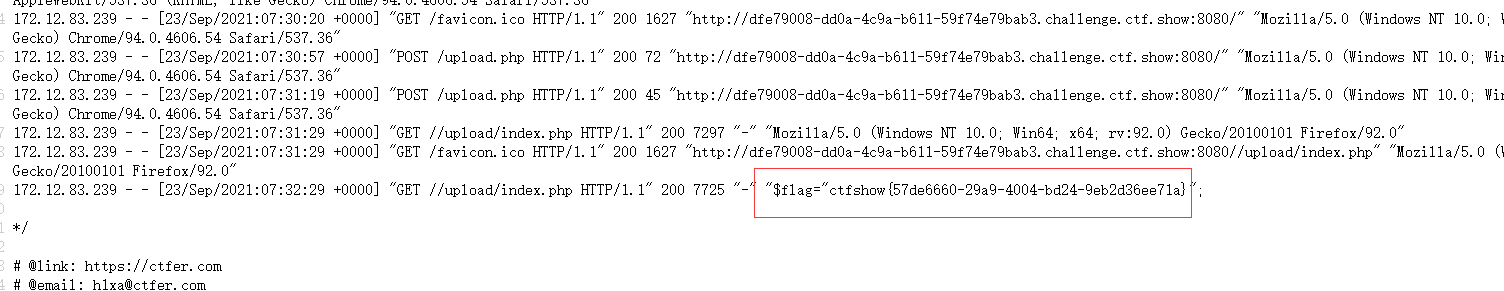 AppleWebKit/537.36 (KHTML, like Gecko) Chrome/94.0.4606.54 Safari/537.36"
172.12.83.239 - - [23/Sep/2021:07:30:20 +0000] "GET /favicon.ico HTTP/1.1" 200 1627 "http://dfe79008-dd0a-4c9a-b611-59f74e79bab3.challenge.ctf.show:8080/" "Mozilla/5.0 (Windows NT 10.0;
Gecko) Chrome/94.0.4606.54 Safari/537.36"
172.12.83.239 - - [23/Sep/2021:07:30:57 +0000] "POST /upload.php HTTP/1.1" 200 72 "http://dfe79008-dd0a-4c9a-b611-59f74e79bab3.challenge.ctf.show:8080/" "Mozilla/5.0 (Windows NT 10.0; Win
Gecko) Chrome/94.0.4606.54 Safari/537.36"
172.12.83.239 - - [23/Sep/2021:07:31:19 +0000] "POST /upload.php HTTP/1.1" 200 45 "http://dfe79008-dd0a-4c9a-b611-59f74e79bab3.challenge.ctf.show:8080/" "Mozilla/5.0 (Windows NT 10.0; Win
Gecko) Chrome/94.0.4606.54 Safari/537.36"
172.12.83.239 - - [23/Sep/2021:07:31:29 +0000] "GET //upload/index.php HTTP/1.1" 200 7297 "-" "Mozilla/5.0 (Windows NT 10.0; Win64; x64; rv:92.0) Gecko/20100101 Firefox/92.0"
172.12.83.239 - - [23/Sep/2021:07:31:29 +0000] "GET /favicon.ico HTTP/1.1" 200 1627 "http://dfe79008-dd0a-4c9a-b611-59f74e79bab3.challenge.ctf.show:8080//upload/index.php" "Mozilla/5.0 (W
Gecko/20100101 Firefox/92.0"
172.12.83.239 - - [23/Sep/2021:07:32:29 +0000] "GET //upload/index.php HTTP/1.1" 200 7725 "-" "$flag="ctfshow{57de6660-29a9-4004-bd24-9eb2d36ee71a}";
*/
# @link: https://ctfer.com
# @email: h1xa@ctfer.com